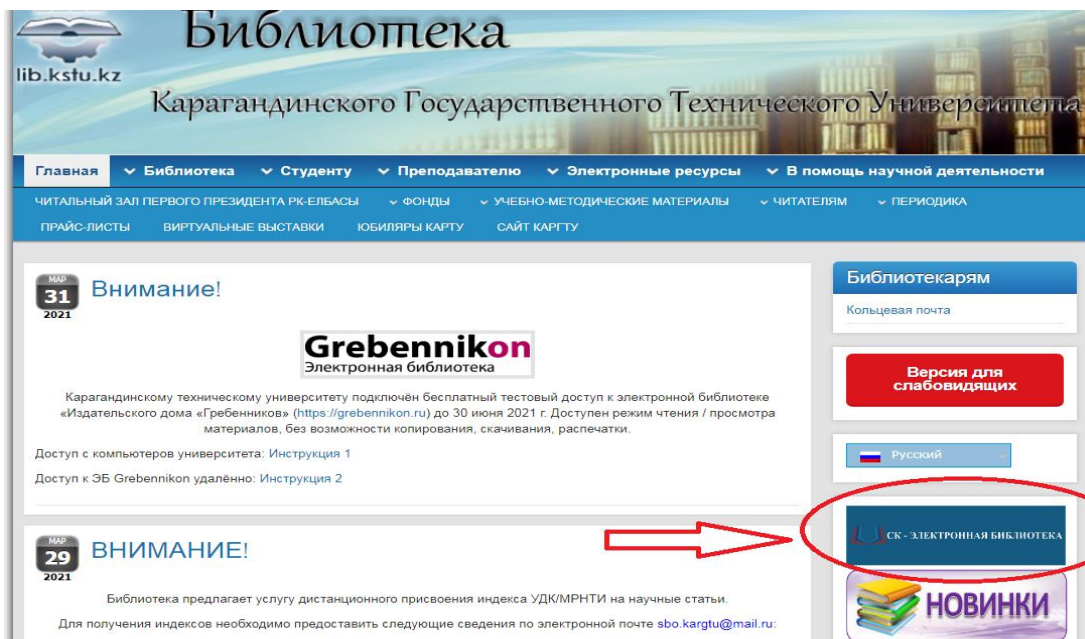 Библиотека
lib.kstu.kz
Карагандинского Государственного Технического Университета
Главная Библиотека Студенту Преподавателю Электронные ресурсы В помощь научной деятельности
ЧИТАЛЬНЫЙ ЗАЛ ПЕРВОГО ПРЕЗИДЕНТА РК-ЕЛБАСЫ ФОНДЫ УЧЕБНО-МЕТОДИЧЕСКИЕ МАТЕРИАЛЫ ЧИТАТЕЛЯМ ПЕРИОДИКА
ПРАЙС-ЛИСТЫ ВИРТУАЛЬНЫЕ ВЫСТАВКИ ЮБИЛЯРЫ КАРТУ САЙТ КАРГТУ
МАР
31
2021
Внимание!
Grebennikon
Электронная библиотека
Карагандинскому техническому университету подключён бесплатный тестовый доступ к электронной библиотеке
«Издательского дома «Гребенников» (https://grebennikon.ru) до 30 июня 2021 г. Доступен режим чтения / просмотра
материалов, без возможности копирования, скачивания, распечатки.
Доступ с компьютеров университета: Инструкция 1
Доступ к ЭБ Grebennikon удалённо: Инструкция 2
МАР
29
2021
ВНИМАНИЕ!
Библиотека предлагает услугу дистанционного присвоения индекса УДК/МРНТИ на научные статьи.
Для получения индексов необходимо предоставить следующие сведения по электронной почте sbo.kargtu@mail.ru:
Библиотекарям
Кольцевая почта
Версия для
слабовидящих
Русский
СК - ЭЛЕКТРОННАЯ БИБЛИОТЕКА
НОВИНКИ